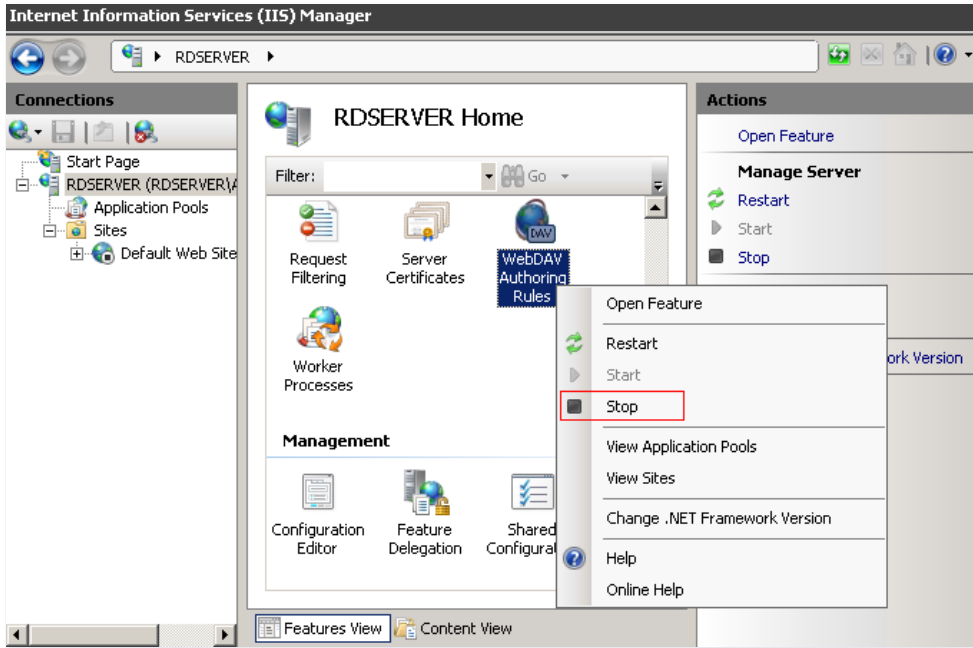 Internet Information Services (IIS) Manager
RDSERVER
Connections
Start Page
RDSERVER (RDSERVER\A
Application Pools
Sites
Default Web Site
RDSERVER Home
Filter:
Go
Request
Filtering
Server
Certificates
DAV
WebDAV
Authoring
Rules
Worker
Processes
Management
Configuration
Editor
Feature
Delegation
Shared
Configurat
Features View
Content View
Actions
Open Feature
Manage Server
Restart
Start
Stop
ork Version
Open Feature
Restart
Start
Stop
View Application Pools
View Sites
Change .NET Framework Version
Help
Online Help